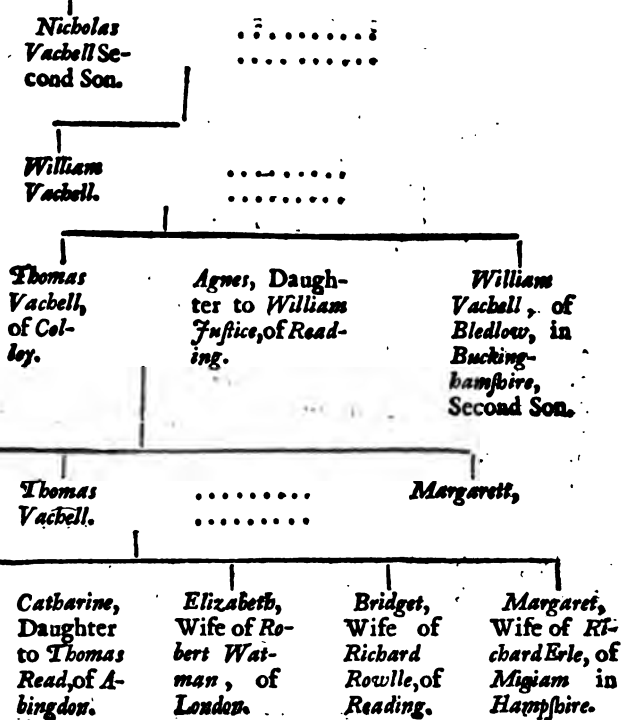 Nicholas
Vachell Se-
cond Son.
William
Vachell.
Thomas
Vachell,
of Col-
ley.
Agnes, Daugh-
ter to William
Juſtice, of Read-
ing.
William
Vachell, of
Bledlow, in
Bucking-
hamſhire,
Second Son.
Thomas
Vachell.
Margarett,
Catharine,
Daughter
to Thomas
Read, of A-
bingdon.
Elizabeth,
Wife of Ro-
bert Wat-
man, of
London.
Bridget,
Wife of
Richard
Rowlle, of
Reading.
Margaret,
Wife of Ri-
chard Erle, of
Migiam in
Hampſhire.